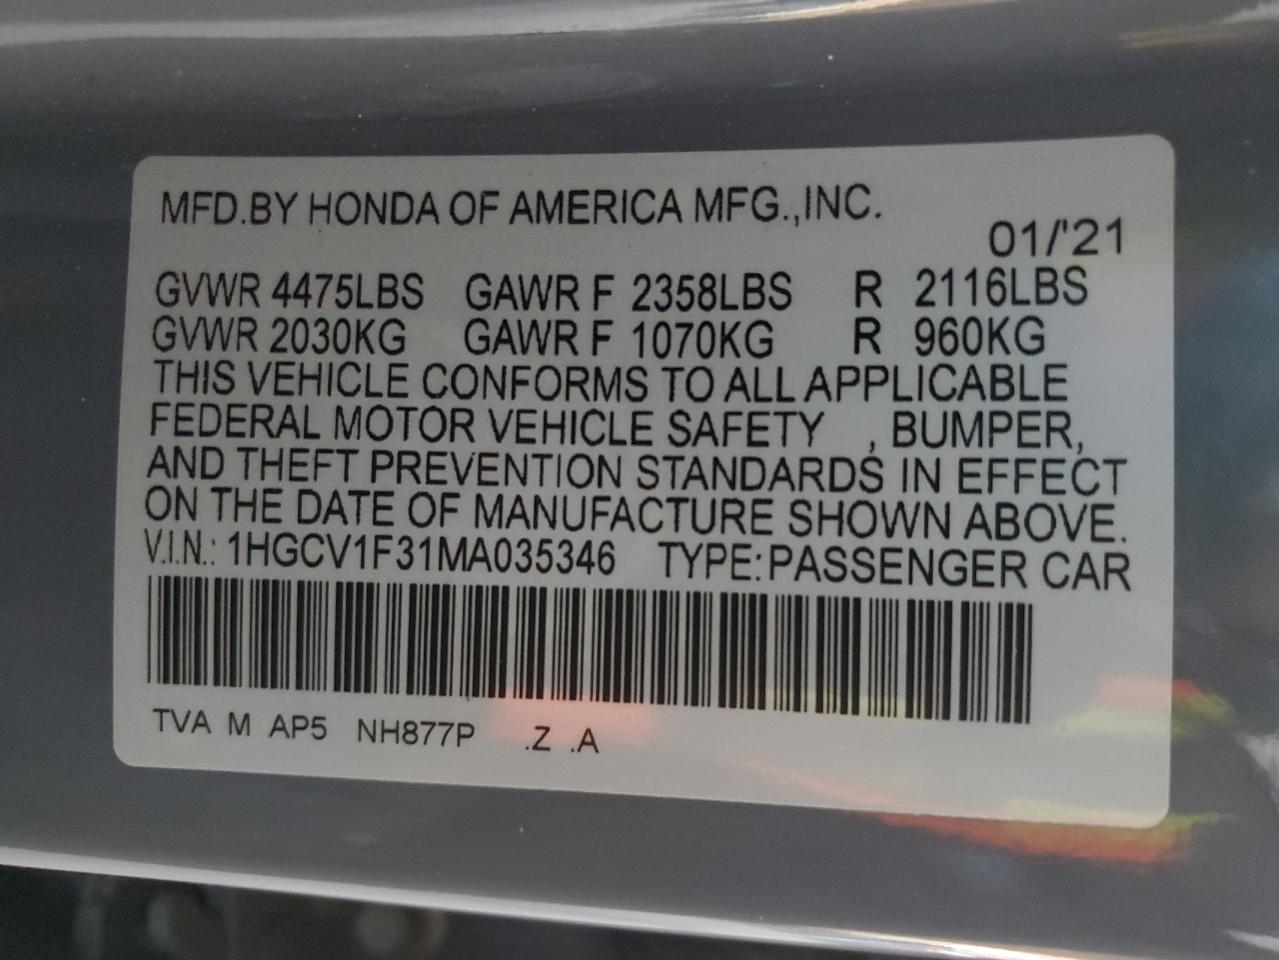 MFD.BY HONDA OF AMERICA MFG.,INC.
01/'21
GVWR 4475LBS GAWR F 2358LBS R 2116LBS
GVWR 2030KG GAWR F 1070KG R 960KG
THIS VEHICLE CONFORMS TO ALL APPLICABLE
FEDERAL MOTOR VEHICLE SAFETY , BUMPER,
AND THEFT PREVENTION STANDARDS IN EFFECT
ON THE DATE OF MANUFACTURE SHOWN ABOVE.
V.I.N.: 1HGCV1F31MA035346 TYPE:PASSENGER CAR
TVA M AP5 NH877P .Z .A